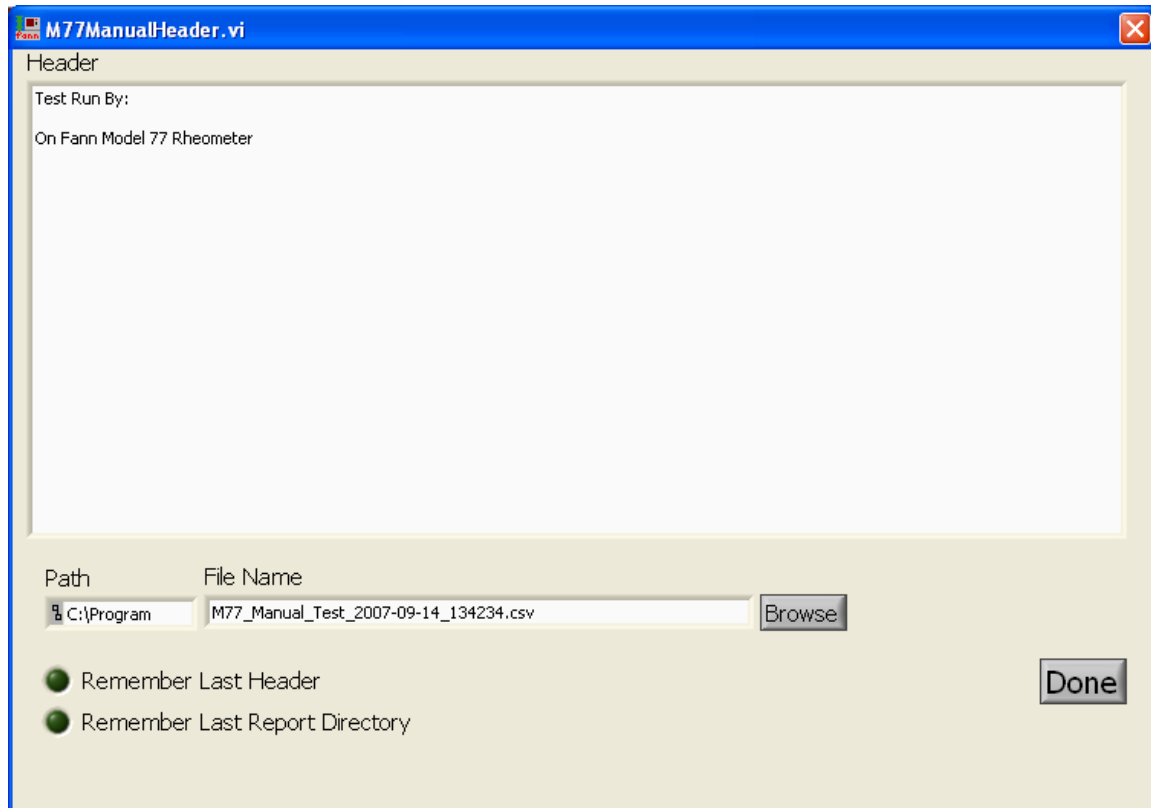 M77ManualHeader.vi
Header
Test Run By:
On Fann Model 77 Rheometer
Path
File Name
C:\Program
M77_Manual_Test_2007-09-14_134234.csv
Browse
Remember Last Header
Done
Remember Last Report Directory